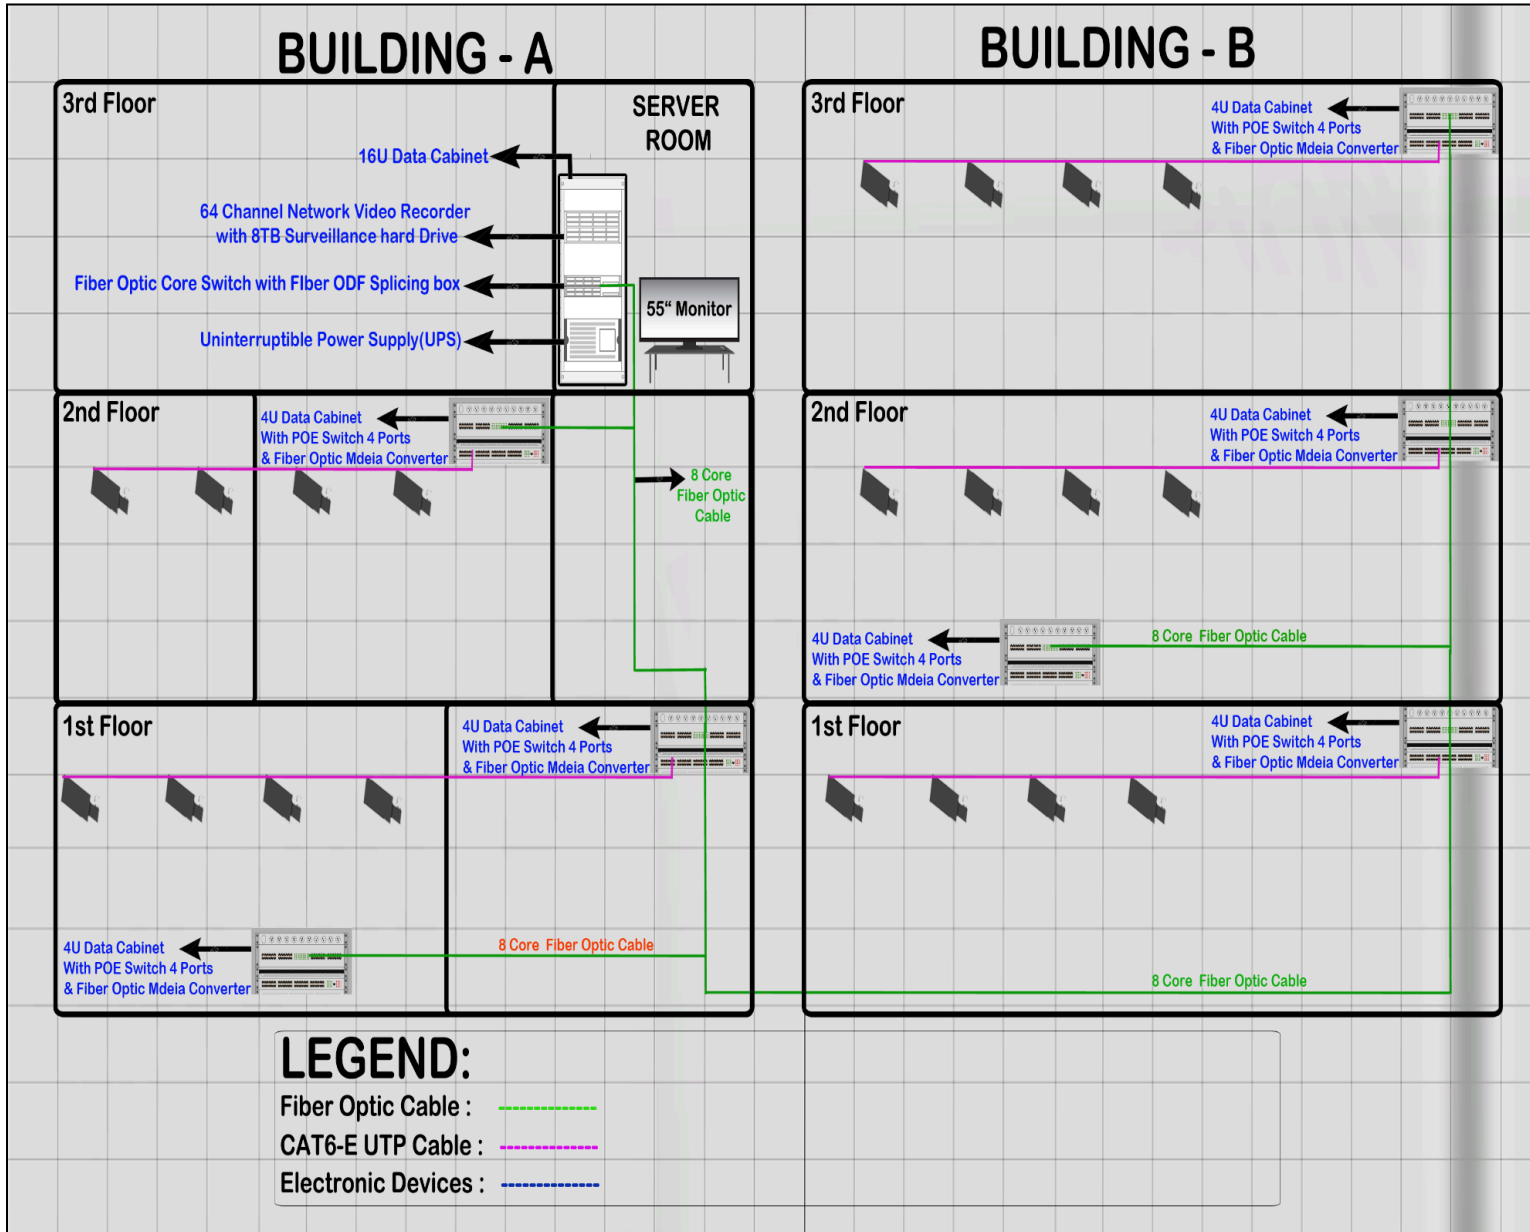 BUILDING - A
3rd Floor
SERVER
ROOM
16U Data Cabinet
64 Channel Network Video Recorder
with 8TB Surveillance hard Drive
Fiber Optic Core Switch with FIber ODF Splicing box
Uninterruptible Power Supply(UPS)
55“ Monitor
2nd Floor
4U Data Cabinet
With POE Switch 4 Ports
& Fiber Optic Mdeia Converter
8 Core
Fiber Optic
Cable
1st Floor
4U Data Cabinet
With POE Switch 4 Ports
& Fiber Optic Mdeia Converter
4U Data Cabinet
With POE Switch 4 Ports
& Fiber Optic Mdeia Converter
8 Core Fiber Optic Cable
BUILDING - B
3rd Floor
4U Data Cabinet
With POE Switch 4 Ports
& Fiber Optic Mdeia Converter
2nd Floor
4U Data Cabinet
With POE Switch 4 Ports
& Fiber Optic Mdeia Converter
4U Data Cabinet
With POE Switch 4 Ports
& Fiber Optic Mdeia Converter
8 Core Fiber Optic Cable
1st Floor
4U Data Cabinet
With POE Switch 4 Ports
& Fiber Optic Mdeia Converter
8 Core Fiber Optic Cable
LEGEND:
Fiber Optic Cable :
CAT6-E UTP Cable :
Electronic Devices :